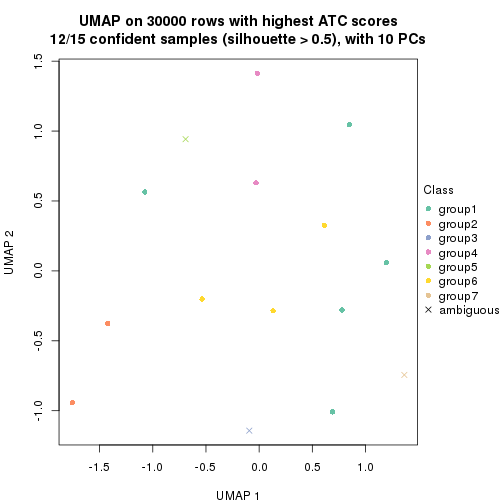 UMAP on 30000 rows with highest ATC scores
12/15 confident samples (silhouette > 0.5), with 10 PCs
1.5
1.0
0.5
0.0
-0.5
-1.0
UMAP 2
-1.5
-1.0
-0.5
0.0
0.5
1.0
UMAP 1
Class
group1
group2
group3
group4
group5
group6
group7
ambiguous